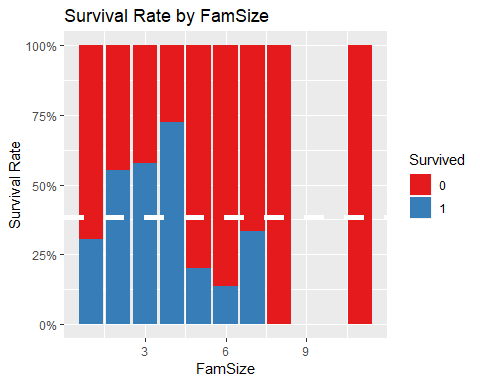 Survival Rate by FamSize
100%
75%
50%
25%
0%
Survival Rate
3 6 9
FamSize
Survived
0
1